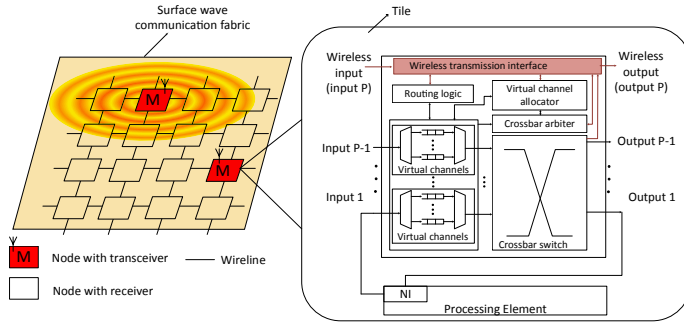 Surface wave
communication fabric
Tile
M
M
M
Node with transceiver
Wireline
Node with receiver
Wireless
input
(input P)
Wireless transmission interface
Wireless
output
(output P)
Routing logic
Virtual channel
allocator
Crossbar arbiter
Input P-1
Virtual channels
Output P-1
Input 1
Virtual channels
Output 1
Crossbar switch
NI
Processing Element